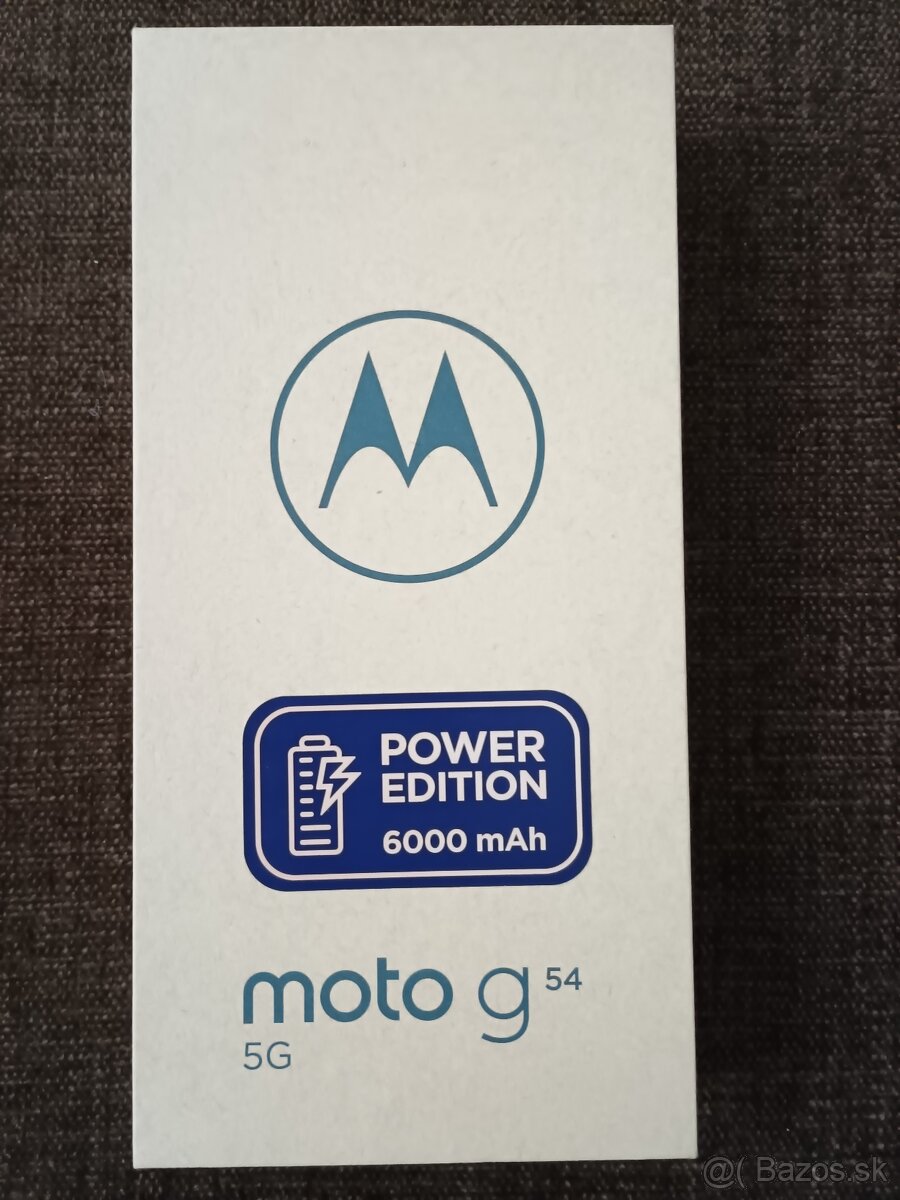 POWER
EDITION
6000 mAh
moto g 54
5G
@( Bazos.sk